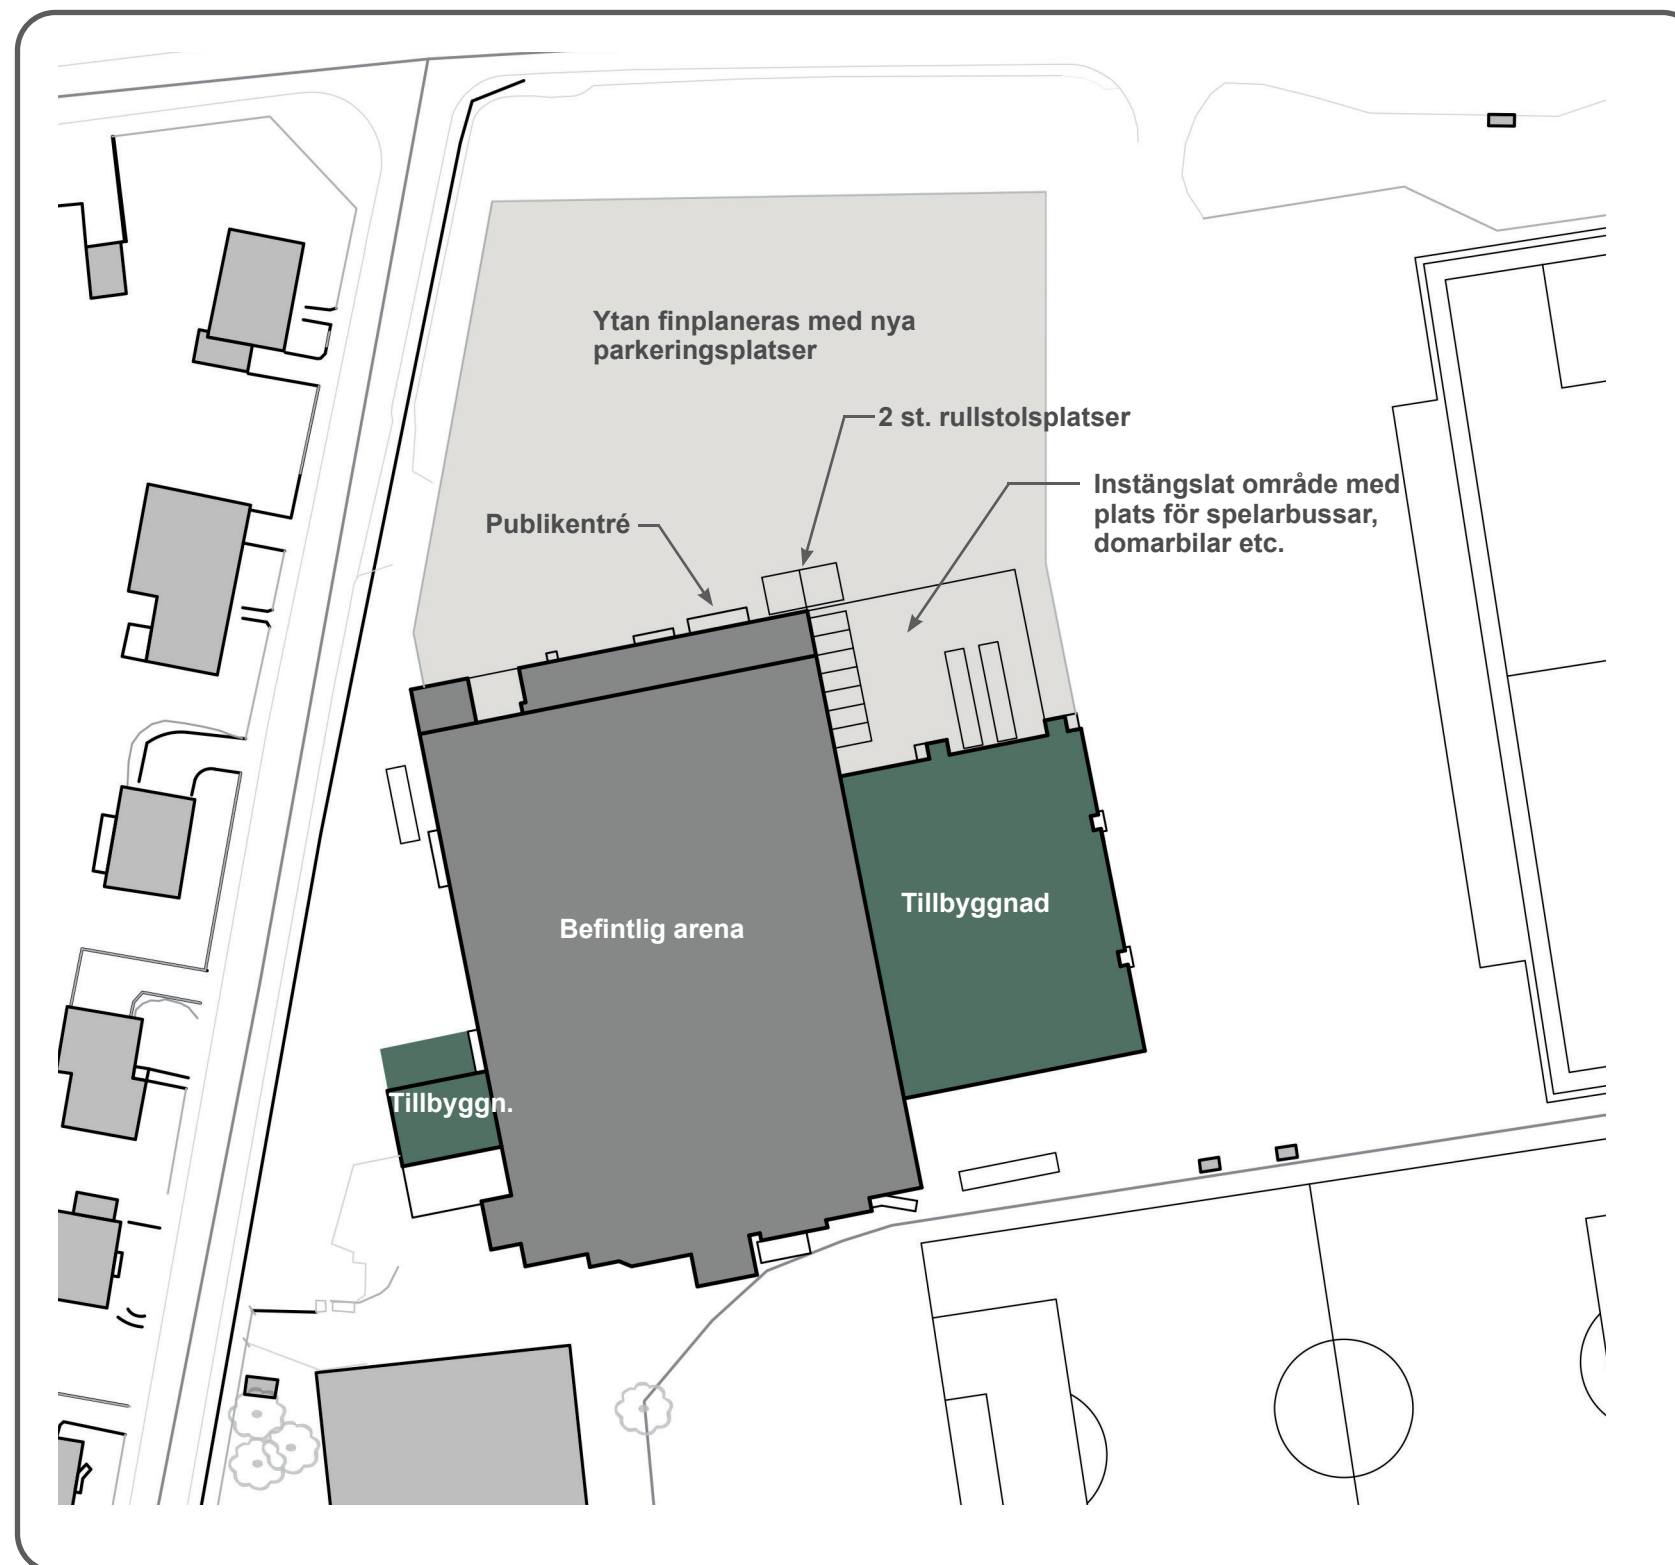 Ytan finplaneras med nya
parkeringsplatser
2 st. rullstolsplatser
Instängslat område med
plats för spelarbussar,
domarbilar etc.
Publikentré
Tillbyggnad
Befintlig arena
Tillbyggn.